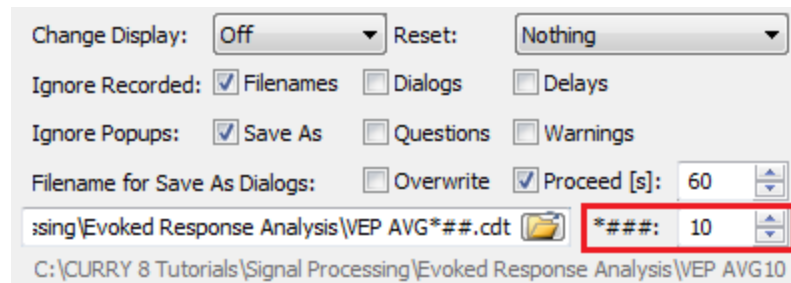 Change Display: Off Reset: Nothing
Ignore Recorded: Filenames Dialogs Delays
Ignore Popups: Save As Questions Warnings
Filename for Save As Dialogs: Overwrite Proceed [s]: 60
ssing\Evoked Response Analysis\VEP AVG*##.cdt *###: 10
C:\CURRY 8 Tutorials\Signal Processing\Evoked Response Analysis\VEP AVG10